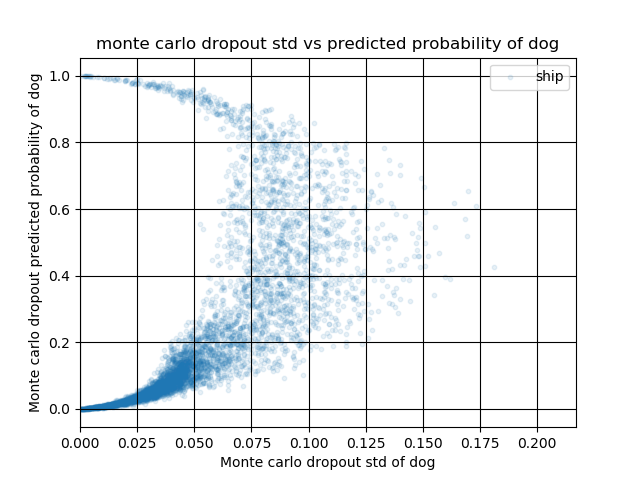 monte carlo dropout std vs predicted probability of dog
ship
Monte carlo dropout predicted probability of dog
1.0
0.8
0.6
0.4
0.2
0.0
0.000 0.025 0.050 0.075 0.100 0.125 0.150 0.175 0.200
Monte carlo dropout std of dog